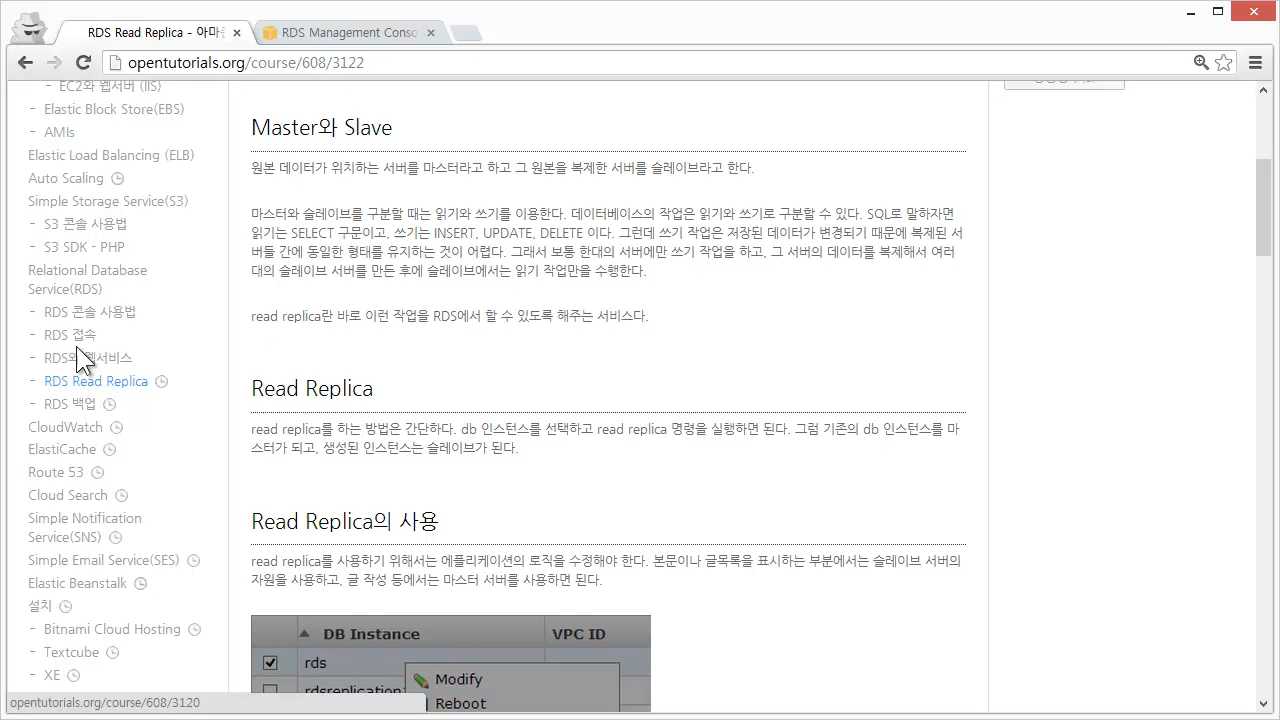 RDS Read Replica - 아마
RDS Management Conso
opentutorials.org/course/608/3122
- EC2와 웹서버 (IIS)
- Elastic Block Store(EBS)
- AMIs
Elastic Load Balancing (ELB)
Auto Scaling
Simple Storage Service(S3)
- S3 콘솔 사용법
- S3 SDK - PHP
Relational Database
Service(RDS)
- RDS 콘솔 사용법
- RDS 접속
- RDS와 웹서비스
- RDS Read Replica
- RDS 백업
CloudWatch
ElastiCache
Route 53
Cloud Search
Simple Notification
Service(SNS)
Simple Email Service(SES)
Elastic Beanstalk
설치
- Bitnami Cloud Hosting
- Textcube
- XE
opentutorials.org/course/608/3120
Master와 Slave
원본 데이터가 위치하는 서버를 마스터라고 하고 그 원본을 복제한 서버를 슬레이브라고 한다.
마스터와 슬레이브를 구분할 때는 읽기와 쓰기를 이용한다. 데이터베이스의 작업은 읽기와 쓰기로 구분할 수 있다. SQL로 말하자면
읽기는 SELECT 구문이고, 쓰기는 INSERT, UPDATE, DELETE 이다. 그런데 쓰기 작업은 저장된 데이터가 변경되기 때문에 복제된 서
버들 간에 동일한 형태를 유지하는 것이 어렵다. 그래서 보통 한대의 서버에만 쓰기 작업을 하고, 그 서버의 데이터를 복제해서 여러
대의 슬레이브 서버를 만든 후에 슬레이브에서는 읽기 작업만을 수행한다.
read replica란 바로 이런 작업을 RDS에서 할 수 있도록 해주는 서비스다.
Read Replica
read replica를 하는 방법은 간단하다. db 인스턴스를 선택하고 read replica 명령을 실행하면 된다. 그럼 기존의 db 인스턴스를 마
스터가 되고, 생성된 인스턴스는 슬레이브가 된다.
Read Replica의 사용
read replica를 사용하기 위해서는 에플리케이션의 로직을 수정해야 한다. 본문이나 글목록을 표시하는 부분에서는 슬레이브 서버의
자원을 사용하고, 글 작성 등에서는 마스터 서버를 사용하면 된다.
DB Instance VPC ID
rds
Modify
rdsreplication
Reboot